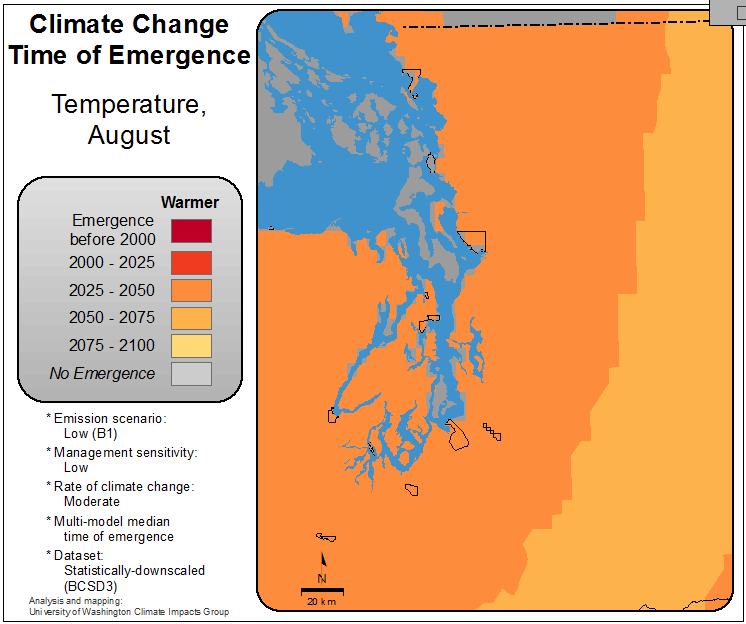 Climate Change
Time of Emergence
Temperature,
August
Warmer
Emergence
before 2000
2000 - 2025
2025 - 2050
2050 - 2075
2075 - 2100
No Emergence
* Emission scenario:
Low (B1)
* Management sensitivity:
Low
* Rate of climate change:
Moderate
* Multi-model median
time of emergence
* Dataset:
Statistically-downscaled
(BCSD3)
Analysis and mapping:
University of Washington Climate Impacts Group
N
20 km